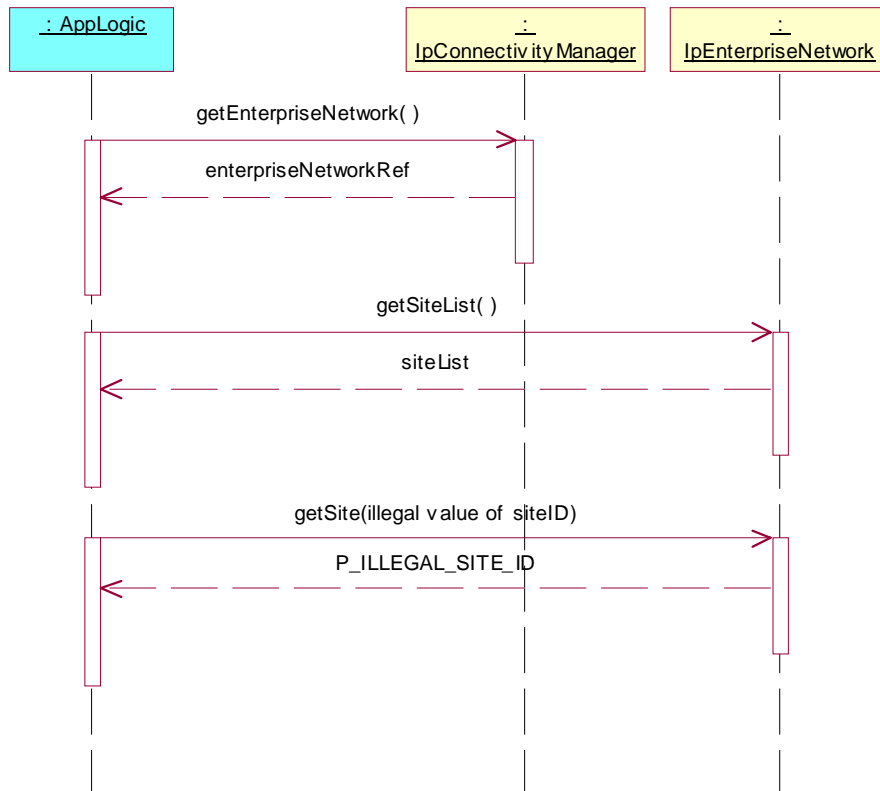 : AppLogic
:
IpConnectivityManager
:
IpEnterpriseNetwork
getEnterpriseNetwork( )
enterpriseNetworkRef
getSiteList( )
siteList
getSite(illegal value of siteID)
P_ILLEGAL_SITE_ID